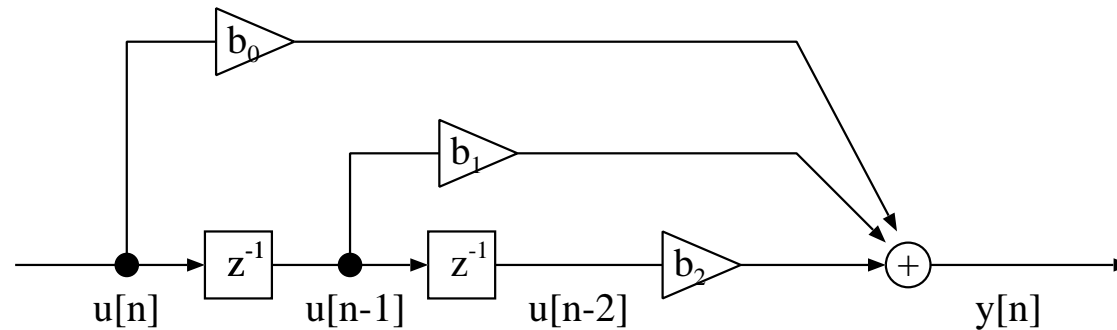 b₀
b₁
z⁻¹ z⁻¹ b₂ +
u[n] u[n-1] u[n-2] y[n]